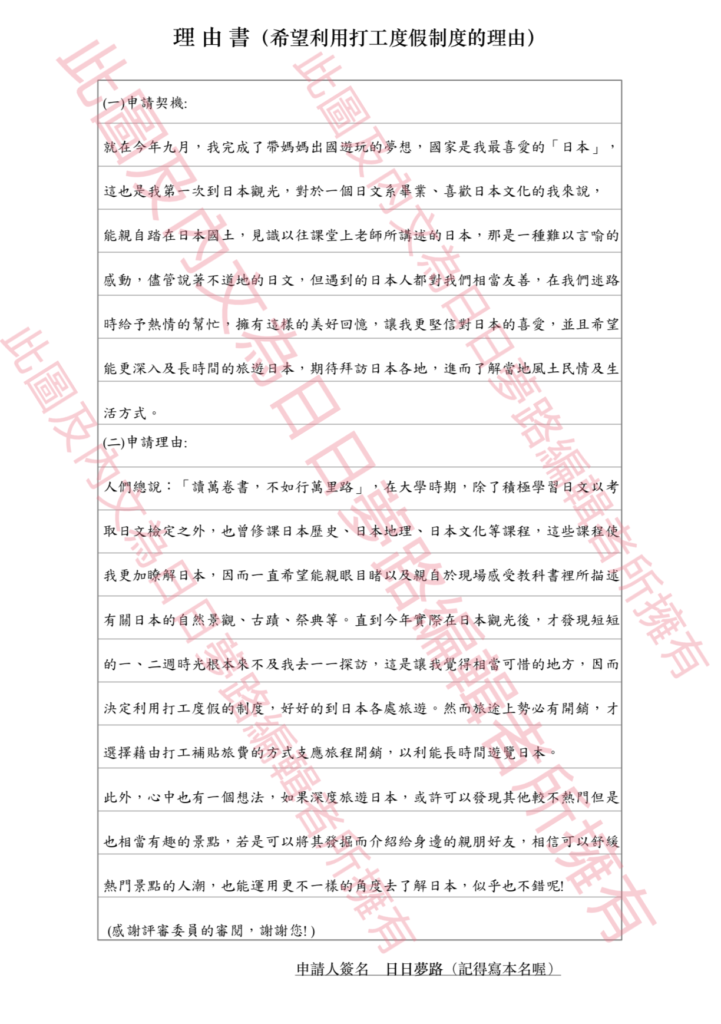 理 由 書（希望利用打工度假制度的理由）
(一)申請契機:
就在今年九月，我完成了帶媽媽出國遊玩的夢想，國家是我最喜愛的「日本」，
這也是我第一次到日本觀光，對於一個日文系畢業、喜歡日本文化的我來說，
能親自踏在日本國土，見識以往課堂上老師所講述的日本，那是一種難以言喻的
感動，儘管說著不道地的日文，但遇到的日本人都對我們相當友善，在我們迷路
時給予熱情的幫忙，擁有這樣的美好回憶，讓我更堅信對日本的喜愛，並且希望
能更深入及長時間的旅遊日本，期待拜訪日本各地，進而了解當地風土民情及生
活方式。
(二)申請理由:
人們總說：「讀萬卷書，不如行萬里路」，在大學時期，除了積極學習日文以考
取日文檢定之外，也曾修課日本歷史、日本地理、日本文化等課程，這些課程使
我更加瞭解日本，因而一直希望能親眼目睹以及親自於現場感受教科書裡所描述
有關日本的自然景觀、古蹟、祭典等。直到今年實際在日本觀光後，才發現短短
的一、二週時光根本來不及我去一一探訪，這是讓我覺得相當可惜的地方，因而
決定利用打工度假的制度，好好的到日本各處旅遊。然而旅途上勢必有開銷，才
選擇藉由打工補貼旅費的方式支應旅程開銷，以利能長時間遊覽日本。
此外，心中也有一個想法，如果深度旅遊日本，或許可以發現其他較不熱門但是
也相當有趣的景點，若是可以將其發掘而介紹給身邊的親朋好友，相信可以舒緩
熱門景點的人潮，也能運用更不一樣的角度去了解日本，似乎也不錯呢!
(感謝評審委員的審閱，謝謝您! )
申請人簽名　日日夢路（記得寫本名喔）
此圖及內文為日日夢路編輯者所擁有
此圖及內文為日日夢路編輯者所擁有
此圖及內文為日日夢路編輯者所擁有